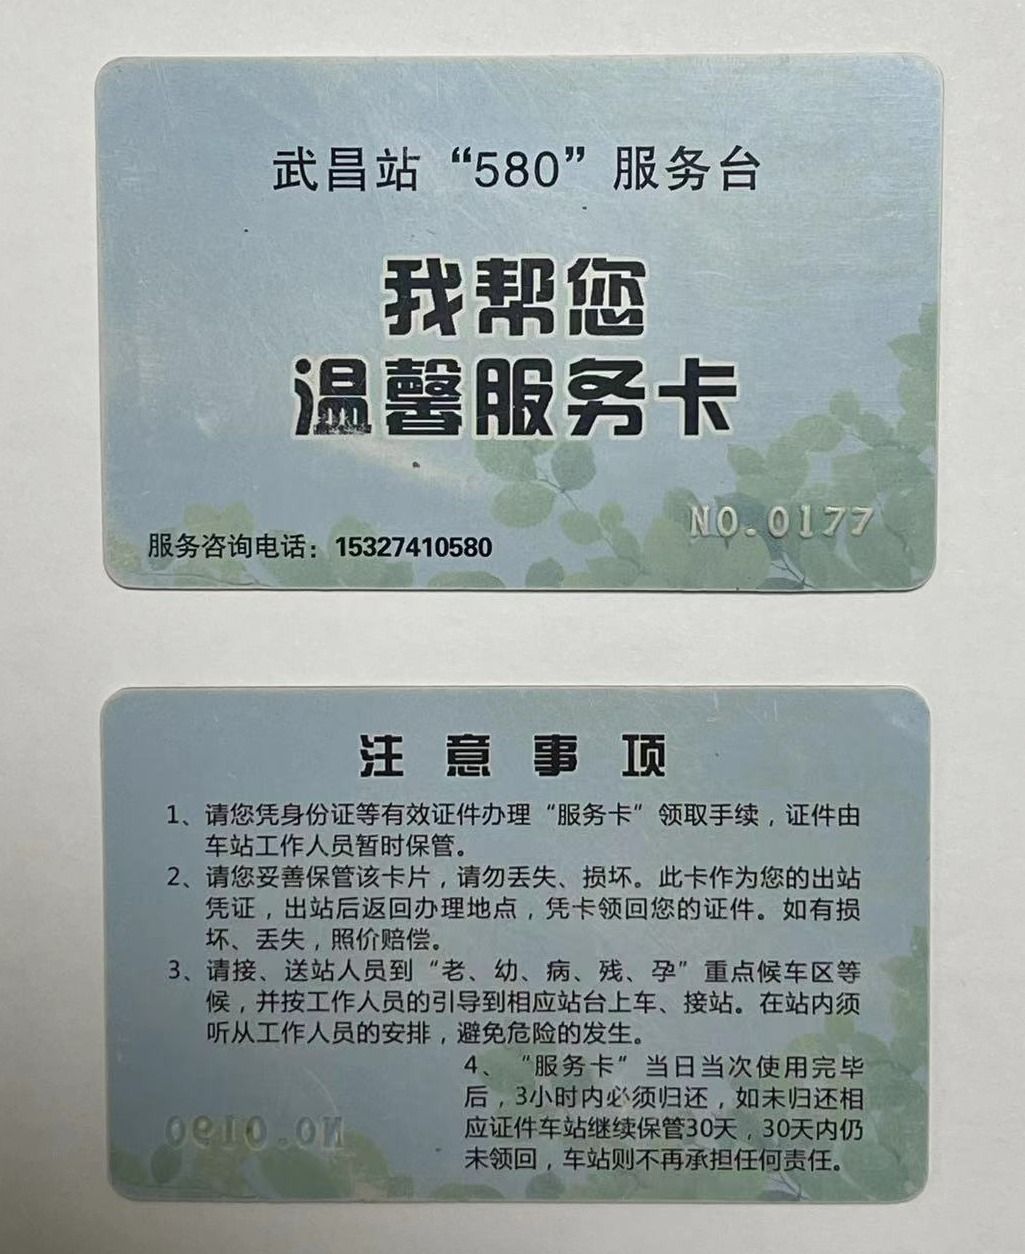 武昌站“580”服务台
我帮您
温馨服务卡
NO.0177
服务咨询电话：15327410580
注意事项
1、请您凭身份证等有效证件办理“服务卡”领取手续，证件由
车站工作人员暂时保管。
2、请您妥善保管该卡片，请勿丢失、损坏。此卡作为您的出站
凭证，出站后返回办理地点，凭卡领回您的证件。如有损
坏、丢失，照价赔偿。
3、请接、送站人员到“老、幼、病、残、孕”重点候车区等
候，并按工作人员的引导到相应站台上车、接站。在站内须
听从工作人员的安排，避免危险的发生。
4、“服务卡”当日当次使用完毕
后，3小时内必须归还，如未归还相
应证件车站继续保管30天，30天内仍
未领回，车站则不再承担任何责任。
NO.0190